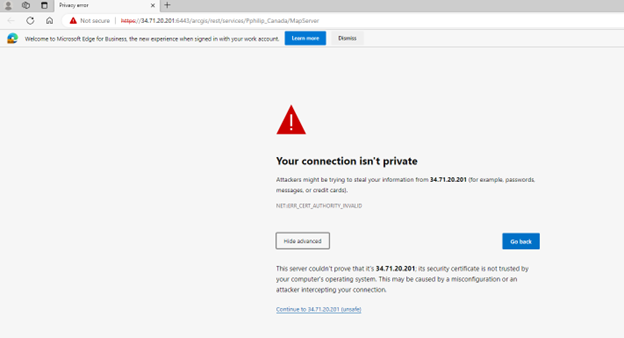 Privacy error
Not secure | https://34.71.20.201:6443/arcgis/rest/services/Pphilip_Canada/MapServer
Welcome to Microsoft Edge for Business, the new experience when signed in with your work account. Learn more Dismiss
Your connection isn't private
Attackers might be trying to steal your information from 34.71.20.201 (for example, passwords,
messages, or credit cards).
NET::ERR_CERT_AUTHORITY_INVALID
Hide advanced Go back
This server couldn't prove that it's 34.71.20.201; its security certificate is not trusted by
your computer's operating system. This may be caused by a misconfiguration or an
attacker intercepting your connection.
Continue to 34.71.20.201 (unsafe)